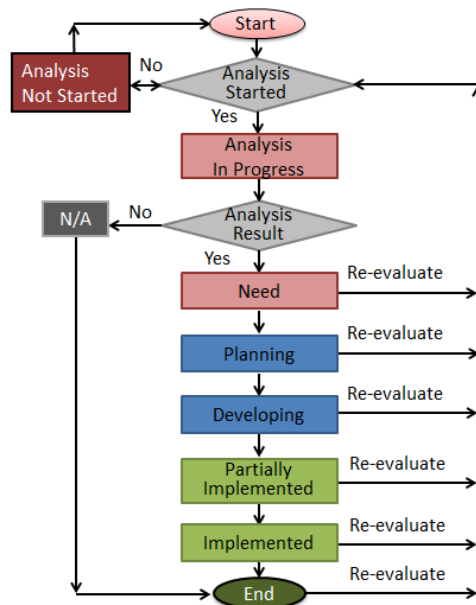 Start
Analysis
Not Started
No
Analysis
Started
Yes
Analysis
In Progress
N/A
No
Analysis
Result
Yes
Need
Re-evaluate
Planning
Re-evaluate
Developing
Re-evaluate
Partially
Implemented
Re-evaluate
Implemented
Re-evaluate
End
Re-evaluate